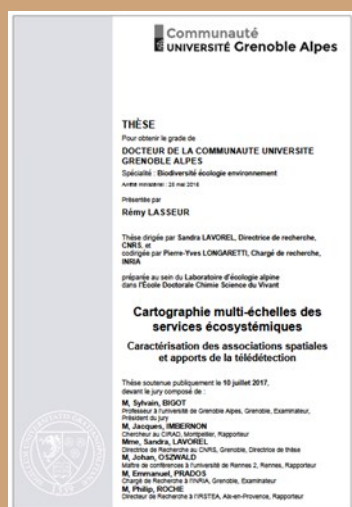 Communauté
UNIVERSITÉ Grenoble Alpes
THÈSE
Pour obtenir le grade de
DOCTEUR DE LA COMMUNAUTE UNIVERSITE
GRENOBLE ALPES
Spécialité : Biodiversité écologie environnement
Arrêté ministériel : 25 mai 2016
Présentée par
Rémy LASSEUR
Thèse dirigée par Sandra LAVOREL, Directrice de recherche,
CNRS, et
codirigée par Pierre-Yves LONGARETTI, Chargé de recherche,
INRIA
préparée au sein du Laboratoire d'écologie alpine
dans l'École Doctorale Chimie Science du Vivant
Cartographie multi-échelles des
services écosystémiques
Caractérisation des associations spatiales
et apports de la télédétection
Thèse soutenue publiquement le 10 juillet 2017,
devant le jury composé de :
M, Sylvain, BIGOT
Professeur à l'université de Grenoble Alpes, Grenoble, Examinateur,
Président du jury
M, Jacques, IMBERNON
Chercheur au CIRAD, Montpellier, Rapporteur
Mme, Sandra, LAVOREL
Directrice de Recherche au CNRS, Grenoble, Directrice de thèse
M, Johan, OSZWALD
Maître de conférences à l'université de Rennes 2, Rennes, Rapporteur
M, Emmanuel, PRADOS
Chargé de Recherche à l'INRIA, Grenoble, Examinateur
M, Philip, ROCHE
Directeur de Recherche à l'IRSTEA, Aix-en-Provence, Rapporteur